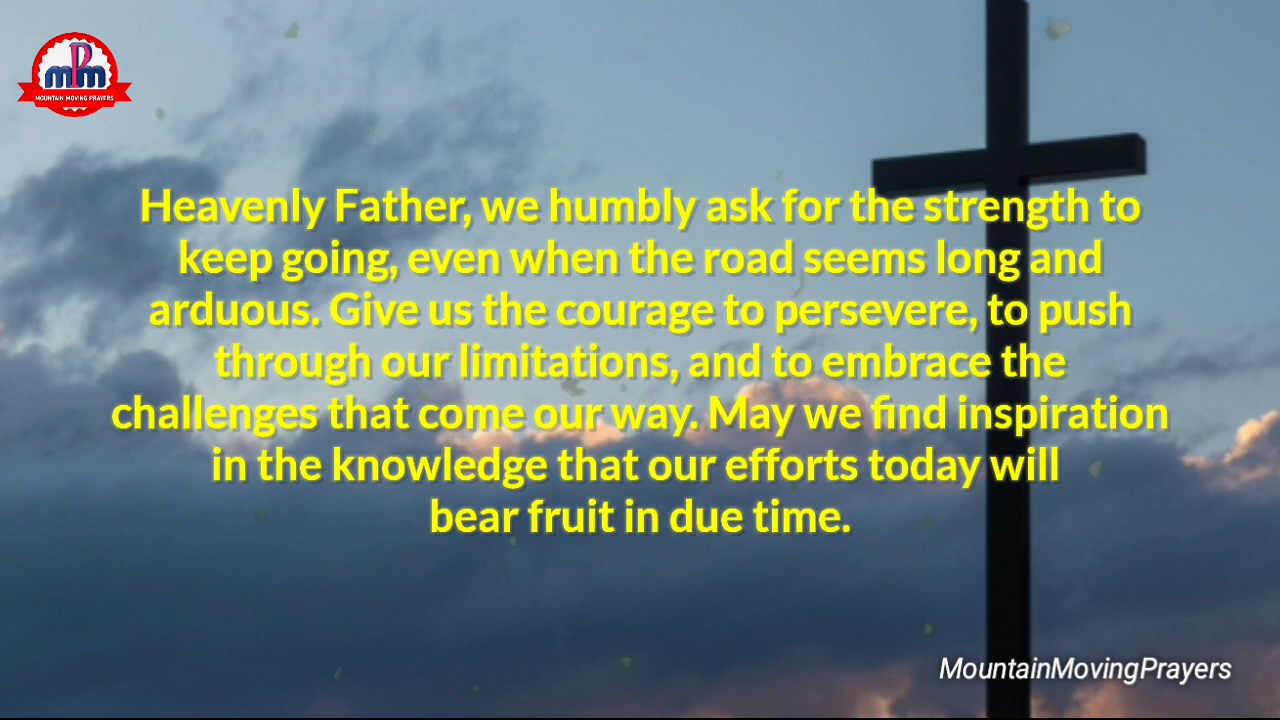 mPm
MOUNTAIN MOVING PRAYERS
Heavenly Father, we humbly ask for the strength to
keep going, even when the road seems long and
arduous. Give us the courage to persevere, to push
through our limitations, and to embrace the
challenges that come our way. May we find inspiration
in the knowledge that our efforts today will
bear fruit in due time.
MountainMovingPrayers